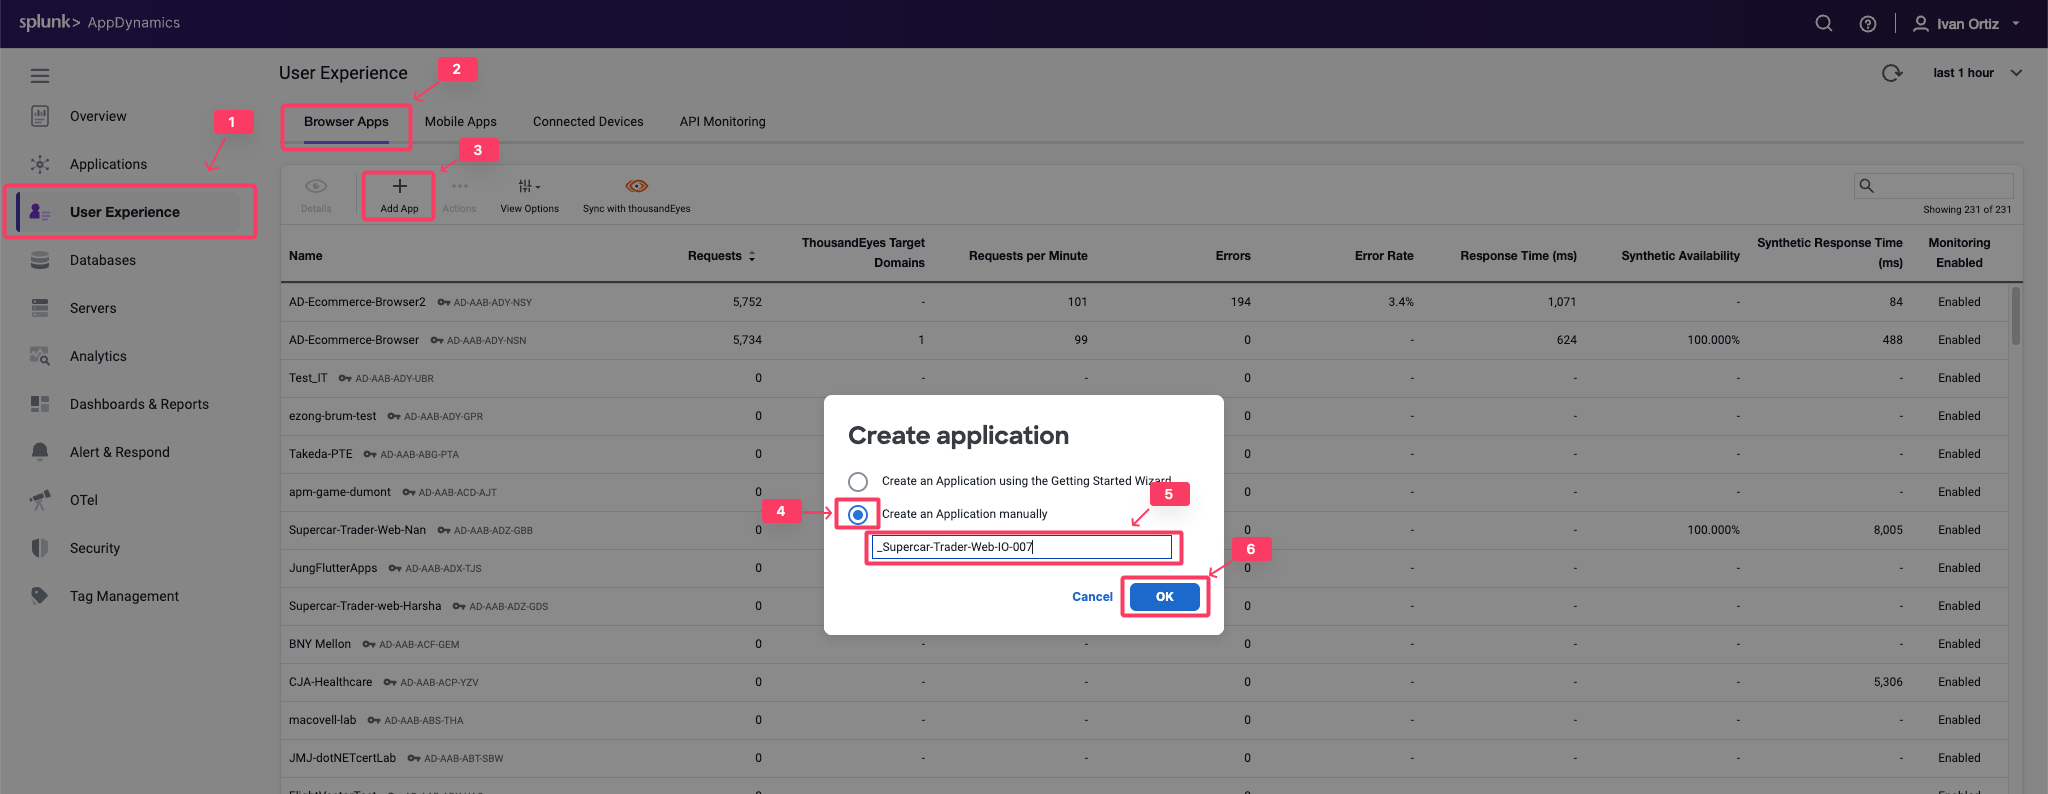 splunk> AppDynamics
Ivan Ortiz
User Experience
2
last 1 hour
Overview
1
Browser Apps Mobile Apps Connected Devices API Monitoring
3
Applications
Details Add App Actions View Options Sync with thousandEyes
User Experience
Showing 231 of 231
Name Requests ThousandEyes Target Domains Requests per Minute Errors Error Rate Response Time (ms) Synthetic Availability Synthetic Response Time (ms) Monitoring Enabled
Databases
Servers
Analytics
Dashboards & Reports
Alert & Respond
OTel
Security
Tag Management
AD-Ecommerce-Browser2 AD-AAB-ADY-NSY 5,752 - 101 194 3.4% 1,071 - 84 Enabled
AD-Ecommerce-Browser AD-AAB-ADY-NSN 5,734 1 99 0 - 624 100.000% 488 Enabled
Test_IT AD-AAB-ADY-UBR 0 - - 0 - - - - Enabled
ezong-brum-test AD-AAB-ADY-GPR 0 0 - - - - Enabled
Takeda-PTE AD-AAB-ABG-PTA 0 0 - - - - Enabled
apm-game-dumont AD-AAB-ACD-AJT 0 0 - - - - Enabled
Supercar-Trader-Web-Nan AD-AAB-ADZ-GBB 0 0 - - 100.000% 8,005 Enabled
JungFlutterApps AD-AAB-ADX-TJS 0 0 - - - - Enabled
Supercar-Trader-web-Harsha AD-AAB-ADZ-GDS 0 0 - - - - Enabled
BNY Mellon AD-AAB-ACF-GEM 0 - - 0 - - - - Enabled
CJA-Healthcare AD-AAB-ACP-YZV 0 - - 0 - - - 5,306 Enabled
macovell-lab AD-AAB-ABS-THA 0 - - 0 - - - - Enabled
JMJ-dotNETcertLab AD-AAB-ABT-SBW 0 - - 0 - - - - Enabled
Create application
Create an Application using the Getting Started Wizard
5
4
Create an Application manually
_Supercar-Trader-Web-IO-007
6
Cancel OK